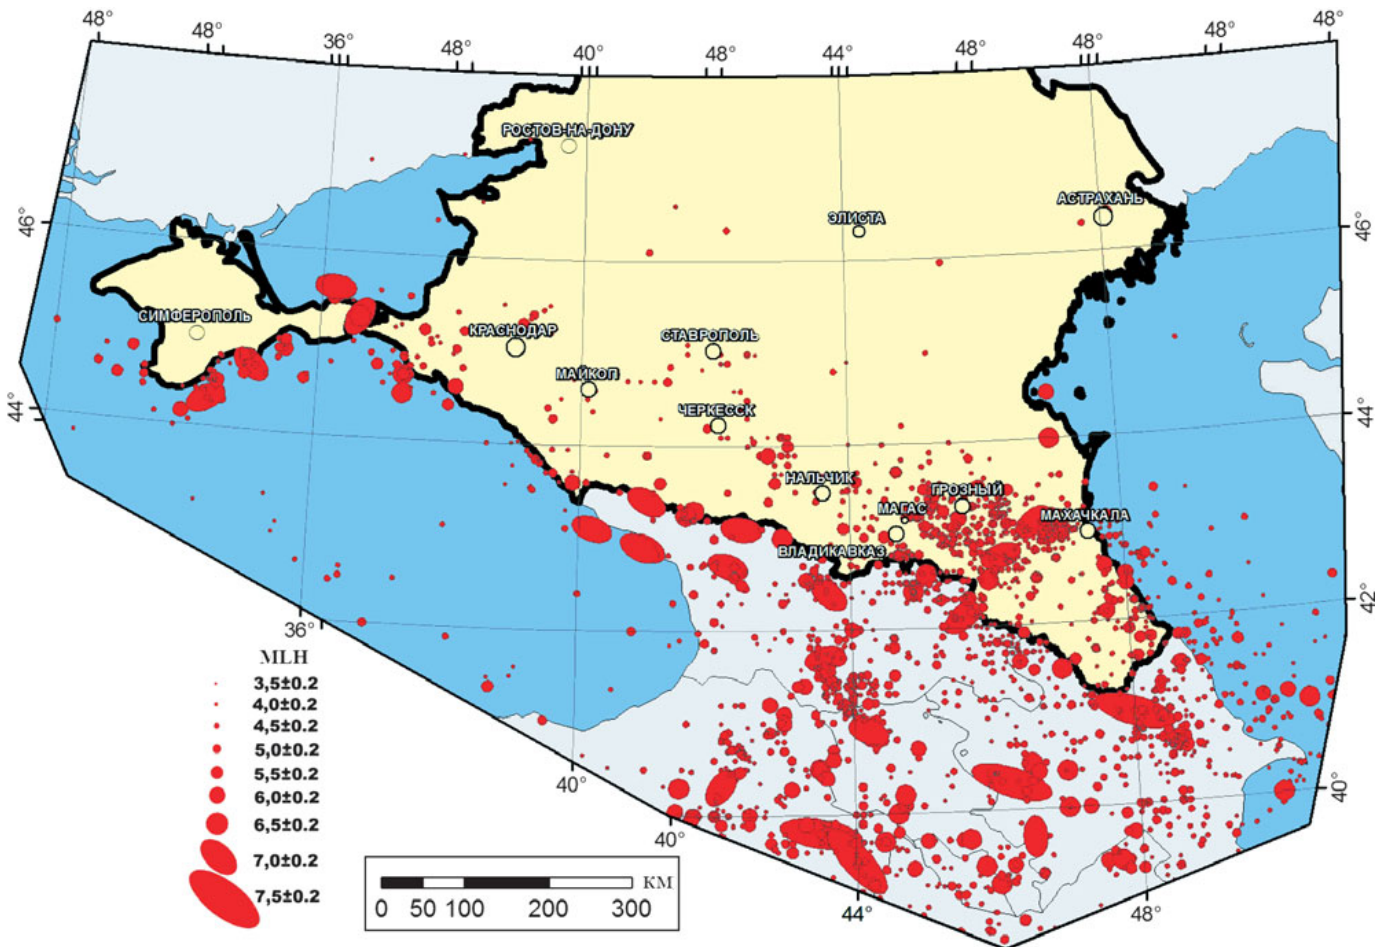 48° 48° 36° 48° 40° 48° 44° 48° 48° 48° 48°
РОСТОВ-НА-ДОНУ
АСТРАХАНЬ
ЭЛИСТА
46° 46°
СИМФЕРОПОЛЬ
КРАСНОДАР
СТАВРОПОЛЬ
МАЙКОП
44° 44°
ЧЕРКЕССК
НАЛЬЧИК
ГРОЗНЫЙ
МАГАС
МАХАЧКАЛА
ВЛАДИКАВКАЗ
42°
36°
MLH
3,5±0.2
4,0±0.2
4,5±0.2
5,0±0.2
5,5±0.2
6,0±0.2
6,5±0.2
7,0±0.2
7,5±0.2
40° 40°
40°
44° 48°
КМ
0 50 100 200 300